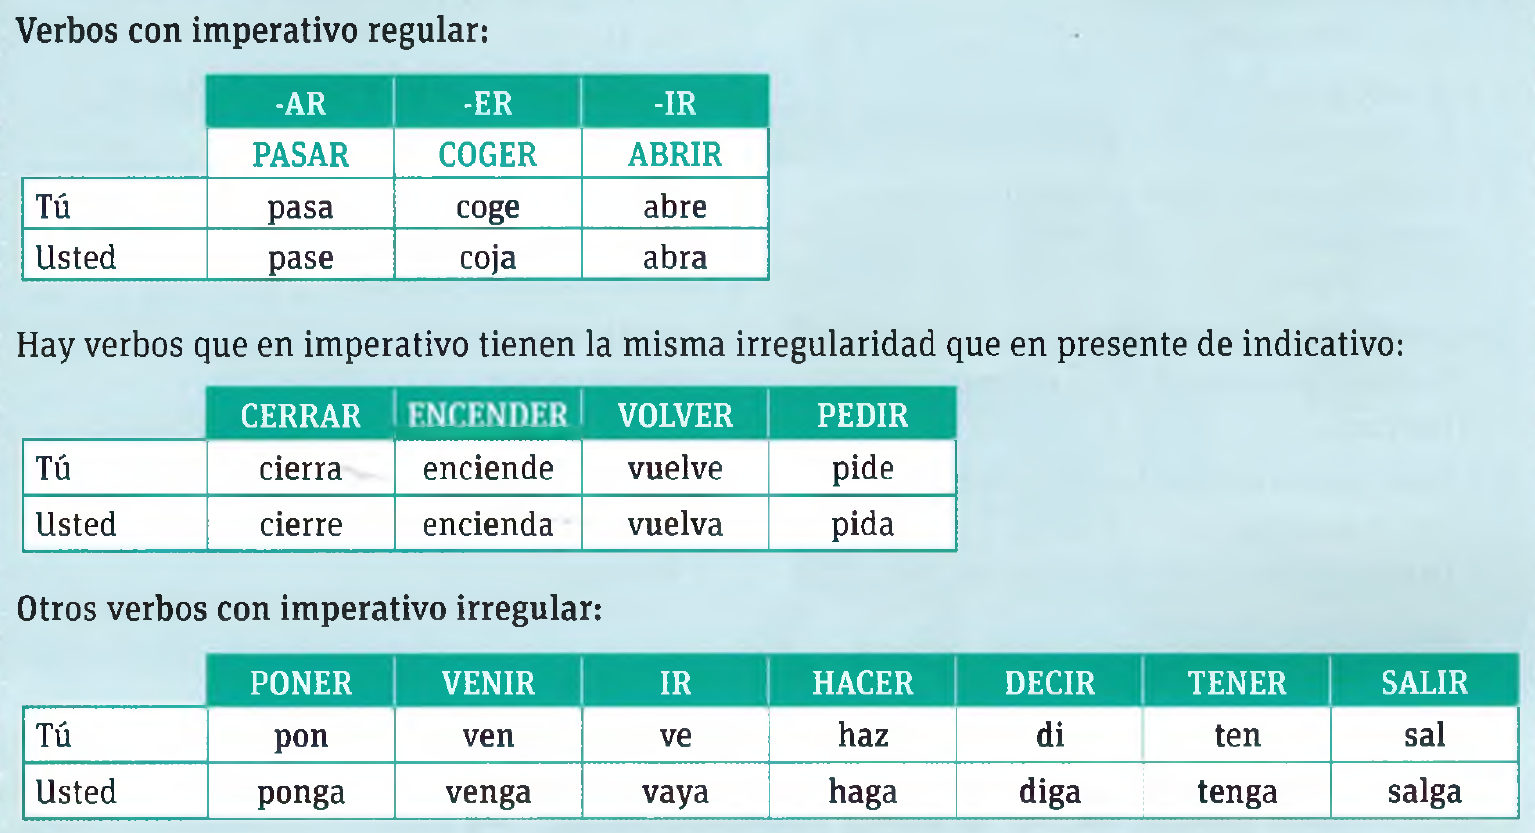 Verbos con imperativo regular:
-AR -ER -IR
PASAR COGER ABRIR
Tú pasa coge abre
Usted pase coja abra
Hay verbos que en imperativo tienen la misma irregularidad que en presente de indicativo:
CERRAR ENCENDER VOLVER PEDIR
Tú cierra enciende vuelve pide
Usted cierre encienda vuelva pida
Otros verbos con imperativo irregular:
PONER VENIR IR HACER DECIR TENER SALIR
Tú pon ven ve haz di ten sal
Usted ponga venga vaya haga diga tenga salga